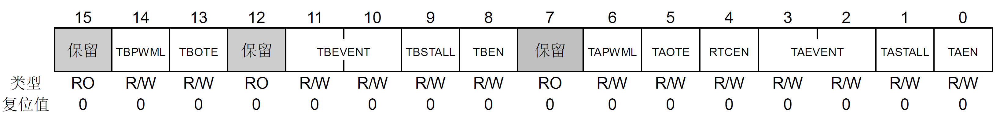 15 14 13 12 11 10 9 8 7 6 5 4 3 2 1 0
保留 TBPWML TBOTE 保留 TBEVENT TBSTALL TBEN 保留 TAPWML TAOTE RTCEN TAEVENT TASTALL TAEN
类型 RO R/W R/W RO R/W R/W R/W R/W RO R/W R/W R/W R/W R/W R/W R/W
复位值 0 0 0 0 0 0 0 0 0 0 0 0 0 0 0 0